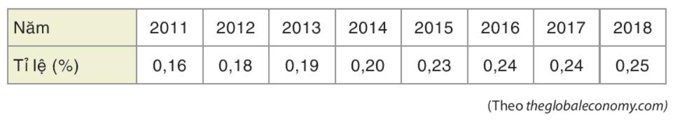 Năm 2011 2012 2013 2014 2015 2016 2017 2018
Tỉ lệ (%) 0,16 0,18 0,19 0,20 0,23 0,24 0,24 0,25
(Theo theglobaleconomy.com)